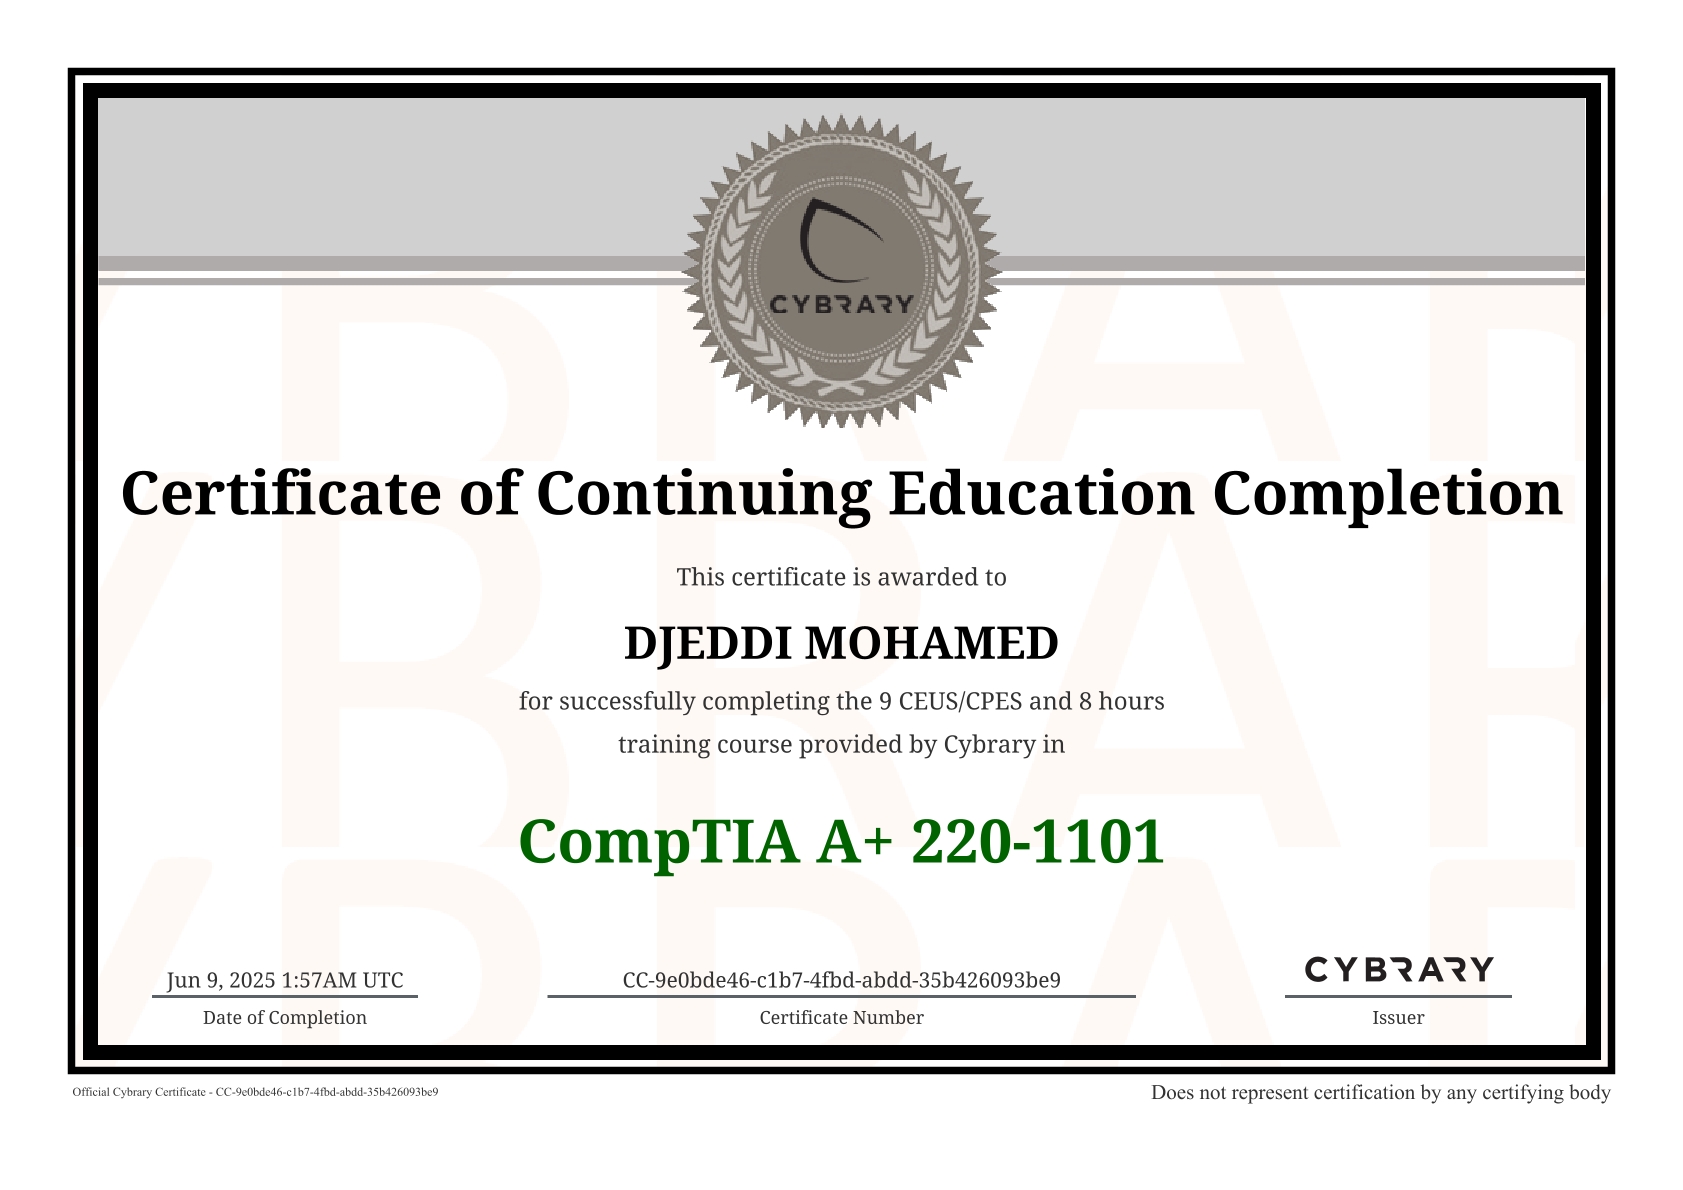 CYBRARY
Certificate of Continuing Education Completion
This certificate is awarded to
DJEDDI MOHAMED
for successfully completing the 9 CEUS/CPES and 8 hours
training course provided by Cybrary in
CompTIA A+ 220-1101
Jun 9, 2025 1:57AM UTC
Date of Completion
CC-9e0bde46-c1b7-4fbd-abdd-35b426093be9
Certificate Number
CYBRARY
Issuer
Official Cybrary Certificate - CC-9e0bde46-c1b7-4fbd-abdd-35b426093be9
Does not represent certification by any certifying body